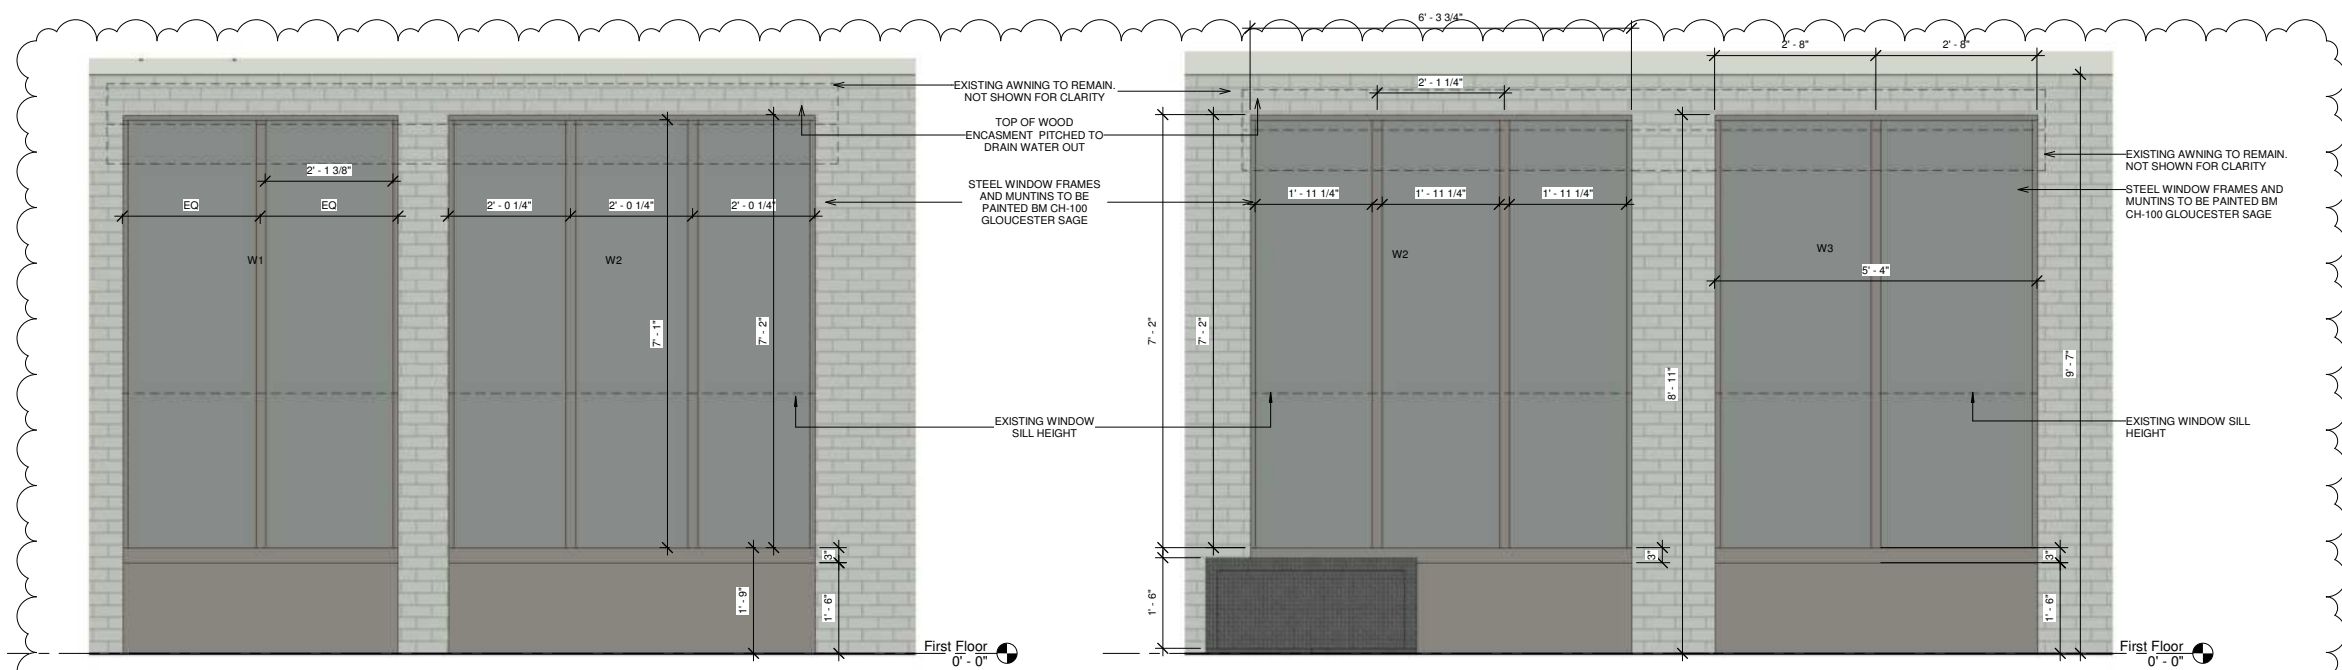 6' - 3 3/4"
2' - 8"
2' - 8"
2' - 1 1/4"
EXISTING AWNING TO REMAIN.
NOT SHOWN FOR CLARITY
TOP OF WOOD
ENCASMENT PITCHED TO
DRAIN WATER OUT
EXISTING AWNING TO REMAIN.
NOT SHOWN FOR CLARITY
2' - 1 3/8"
STEEL WINDOW FRAMES
AND MUNTINS TO BE
PAINTED BM CH-100
GLOUCESTER SAGE
STEEL WINDOW FRAMES AND
MUNTINS TO BE PAINTED BM
CH-100 GLOUCESTER SAGE
EQ
EQ
2' - 0 1/4"
2' - 0 1/4"
2' - 0 1/4"
1' - 11 1/4"
1' - 11 1/4"
1' - 11 1/4"
W1
W2
W2
W3
5' - 4"
7' - 1"
7' - 2"
7' - 2"
7' - 2"
8' - 11"
9' - 7"
EXISTING WINDOW
SILL HEIGHT
EXISTING WINDOW SILL
HEIGHT
3"
3"
3"
1' - 9"
1' - 6"
1' - 6"
1' - 6"
First Floor
0' - 0"
First Floor
0' - 0"